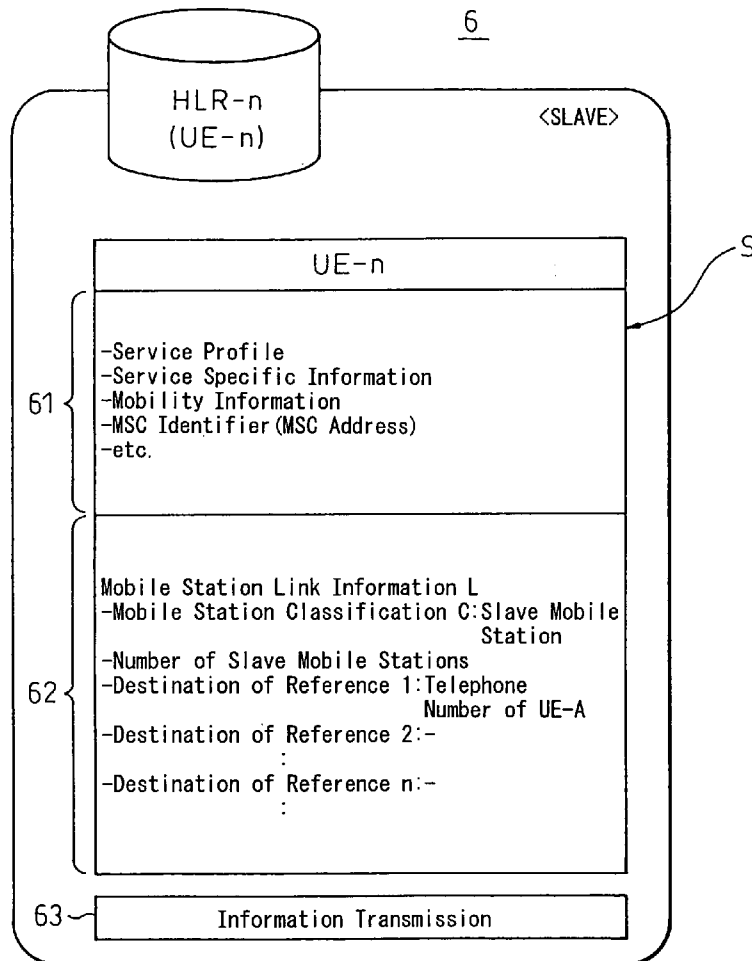 6
HLR-n
(UE-n)
<SLAVE>
UE-n
S
61
-Service Profile
-Service Specific Information
-Mobility Information
-MSC Identifier(MSC Address)
-etc.
62
Mobile Station Link Information L
-Mobile Station Classification C:Slave Mobile
Station
-Number of Slave Mobile Stations
-Destination of Reference 1:Telephone
Number of UE-A
-Destination of Reference 2:-
:
-Destination of Reference n:-
:
63
Information Transmission